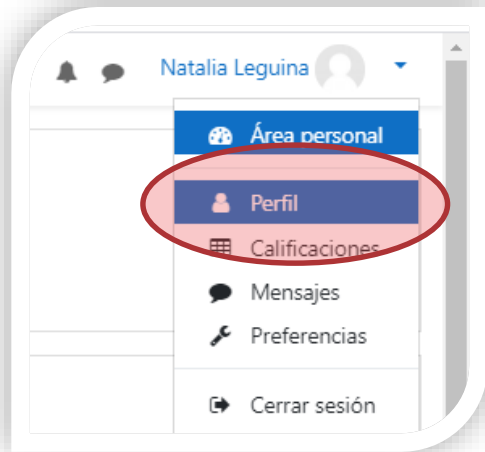 Natalia Leguina
Área personal
Perfil
Calificaciones
Mensajes
Preferencias
Cerrar sesión